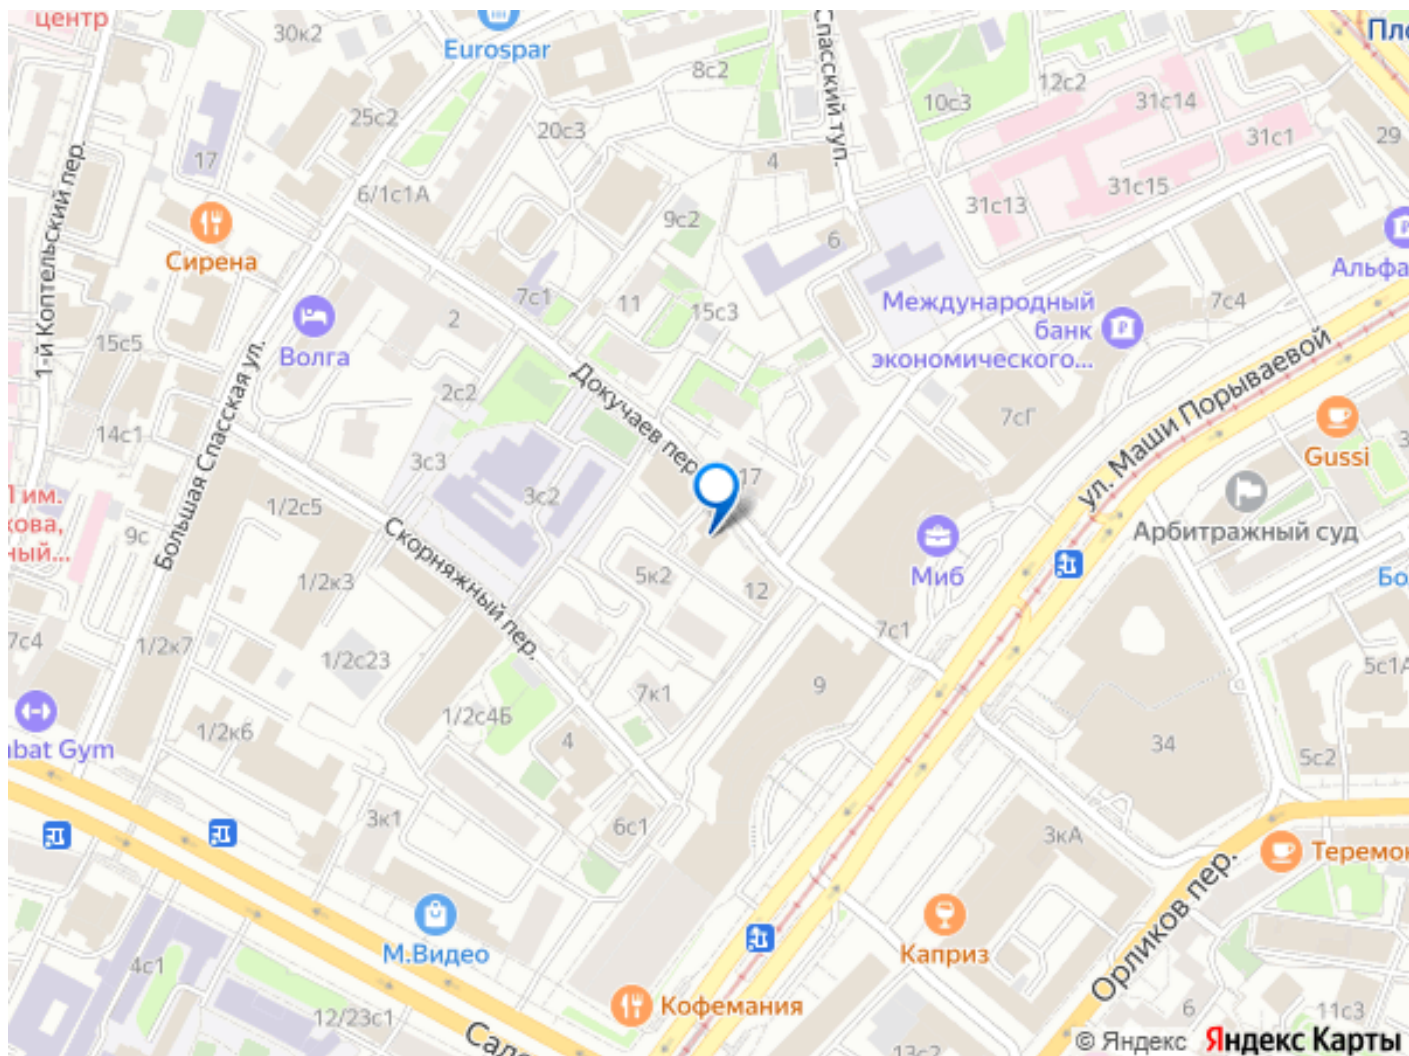 центр
30к2
Eurospar
8с2
Спасский туп.
12с2
10с3
31с14
31с1
29
25с2
20с3
17
4
31с15
6/1с1А
31с13
9с2
1-й Коптельский пер.
Сирена
6
7с1
11
15с3
Международный
банк
экономического...
7с4
2
Волга
15с5
Докучаев пер.
ул. Маши Порываевой
2с2
14с1
Большая Спасская ул.
7сГ
Gussi
3с3
17
1/2с5
3с2
Скорняжный пер.
9с
Арбитражный суд
Миб
1/2к3
5к2
12
7с1
7с4
1/2к7
1/2с23
5с1А
9
7к1
1/2с4Б
1/2к6
4
34
5с2
3к1
6с1
3кА
Теремок
М.Видео
Каприз
Орликов пер.
4с1
Кофемания
12/23с1
6
11с3
13с2
© Яндекс Яндекс Карты